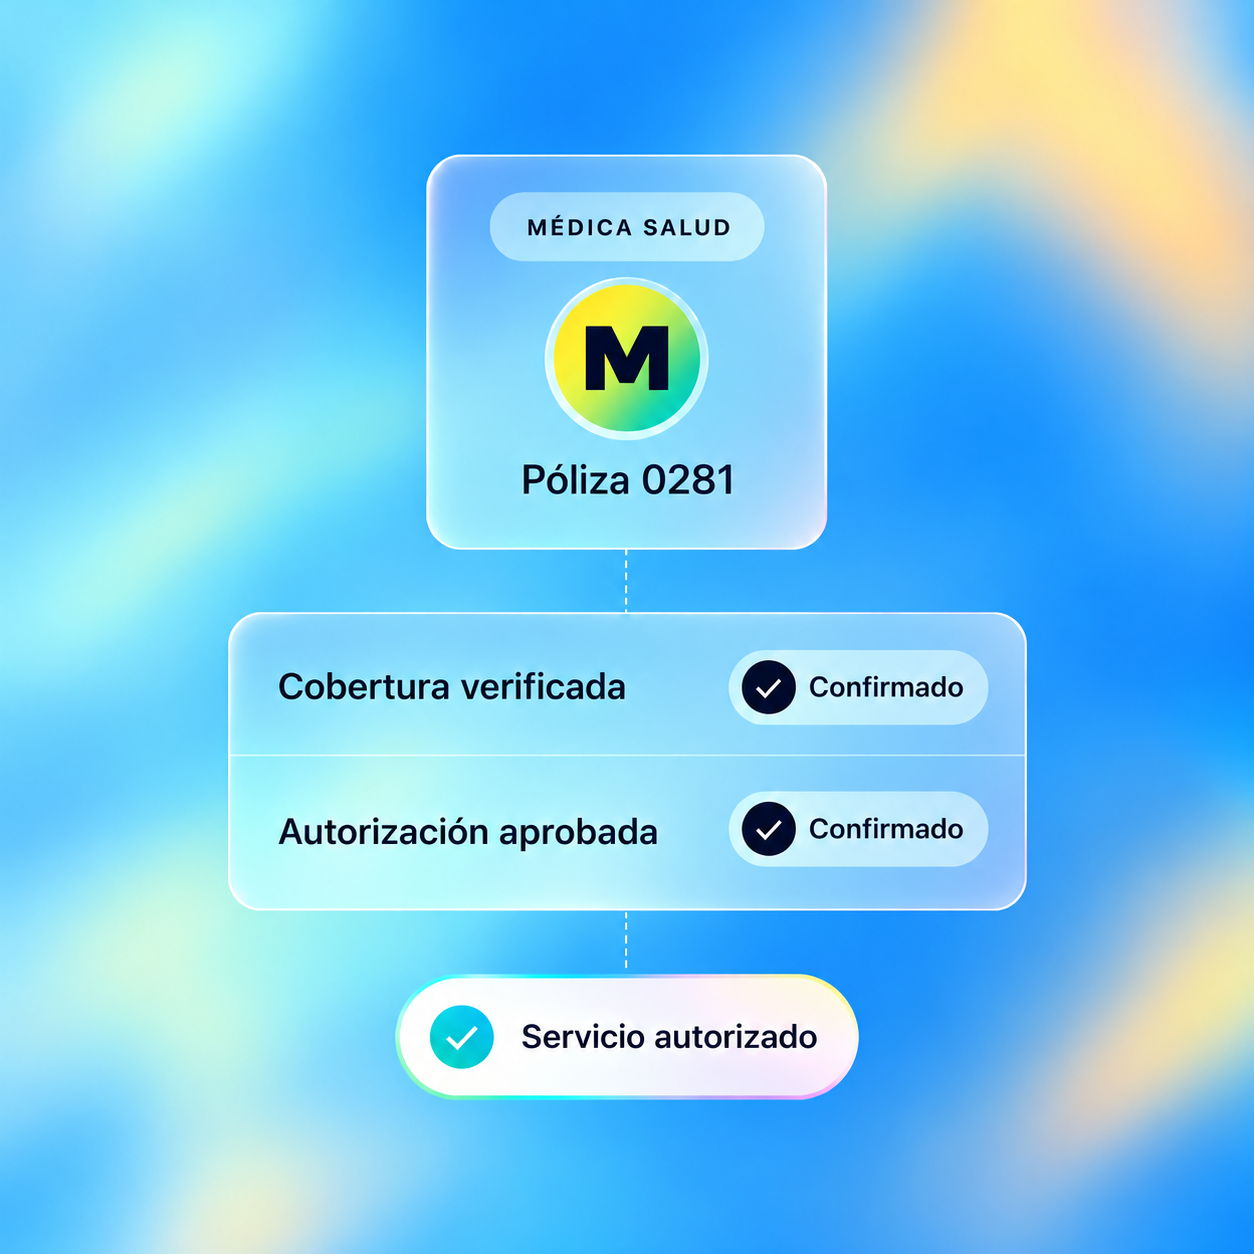 MÉDICA SALUD
M
Póliza 0281
Cobertura verificada
Confirmado
Autorización aprobada
Confirmado
Servicio autorizado